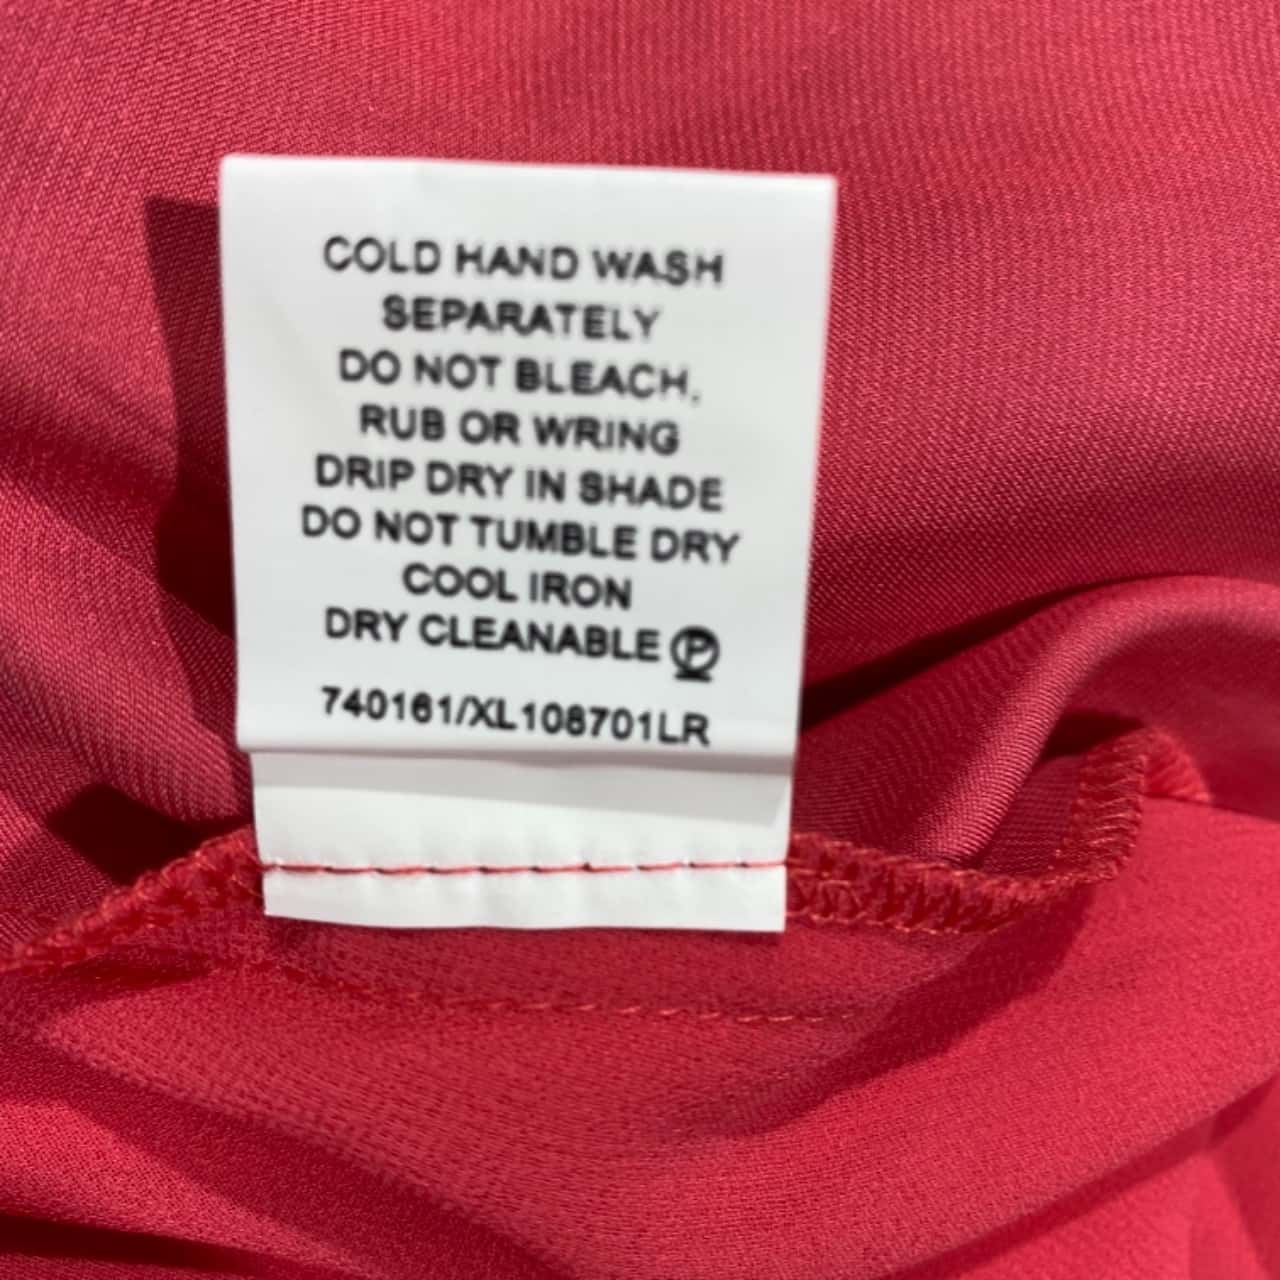 COLD HAND WASH
SEPARATELY
DO NOT BLEACH,
RUB OR WRING
DRIP DRY IN SHADE
DO NOT TUMBLE DRY
COOL IRON
DRY CLEANABLE Ⓟ
740161/XL108701LR